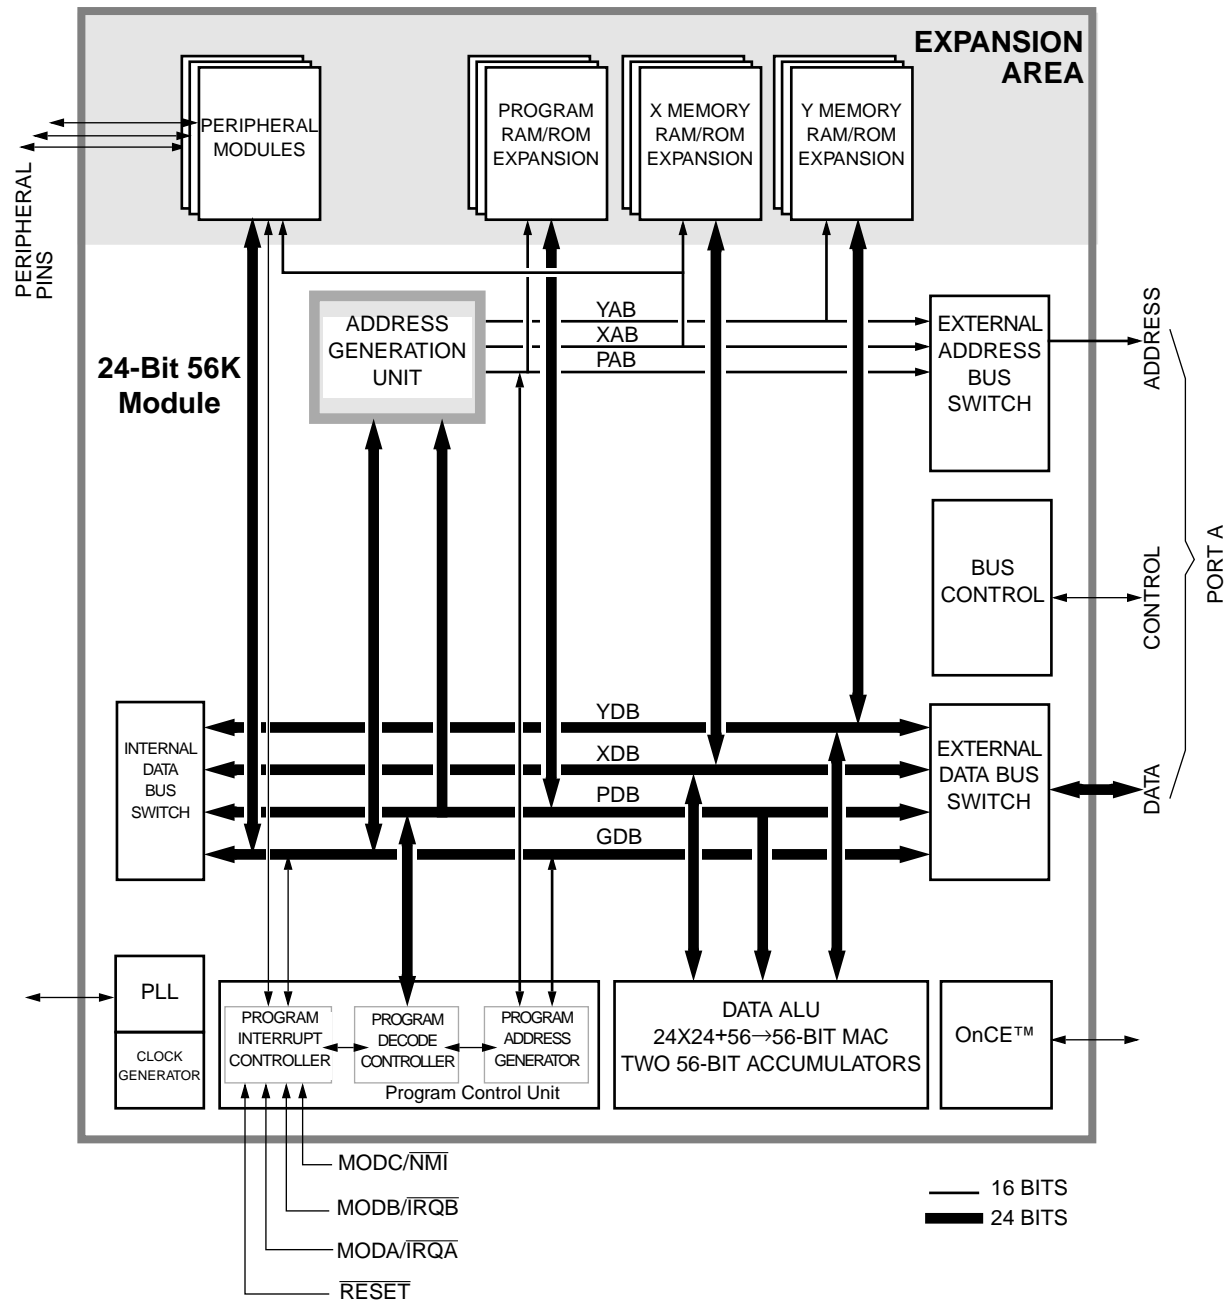 EXPANSION
AREA
PERIPHERAL
MODULES
PROGRAM
RAM/ROM
EXPANSION
X MEMORY
RAM/ROM
EXPANSION
Y MEMORY
RAM/ROM
EXPANSION
PERIPHERAL
PINS
24-Bit 56K
Module
ADDRESS
GENERATION
UNIT
YAB
XAB
PAB
EXTERNAL
ADDRESS
BUS
SWITCH
ADDRESS
BUS
CONTROL
CONTROL
PORT A
INTERNAL
DATA
BUS
SWITCH
YDB
XDB
PDB
GDB
EXTERNAL
DATA BUS
SWITCH
DATA
PLL
CLOCK
GENERATOR
PROGRAM
INTERRUPT
CONTROLLER
PROGRAM
DECODE
CONTROLLER
PROGRAM
ADDRESS
GENERATOR
Program Control Unit
DATA ALU
24X24+56→56-BIT MAC
TWO 56-BIT ACCUMULATORS
OnCE™
MODC/N̅M̅I̅
MODB/I̅R̅Q̅B̅
MODA/I̅R̅Q̅A̅
R̅E̅S̅E̅T̅
16 BITS
24 BITS